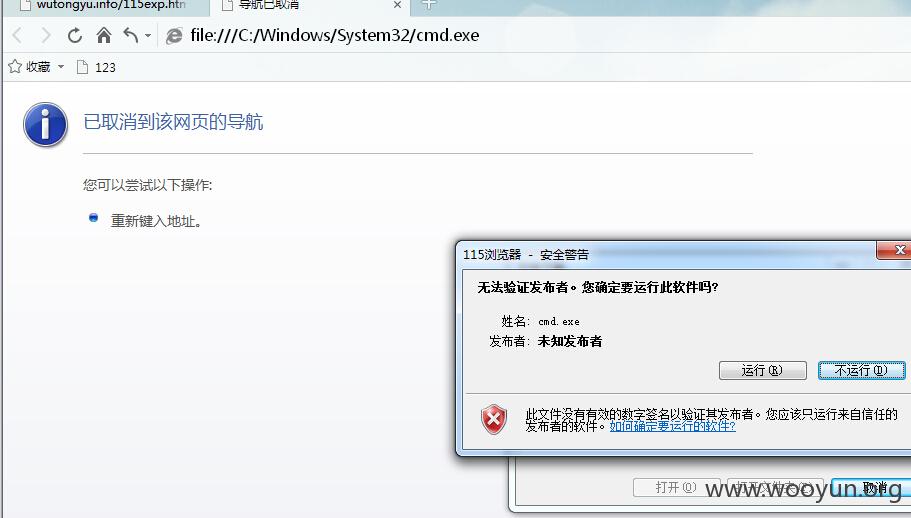 wutongyu.info/115exp.htm
导航已取消
file:///C:/Windows/System32/cmd.exe
收藏 123
已取消到该网页的导航
您可以尝试以下操作:
重新键入地址。
115浏览器 - 安全警告
无法验证发布者。您确定要运行此软件吗?
姓名: cmd.exe
发布者: 未知发布者
运行(R) 不运行(D)
此文件没有有效的数字签名以验证其发布者。您应该只运行来自信任的
发布者的软件。如何确定要运行的软件?
打开(O) 打开文件夹(F) 取消
www.wooyun.org